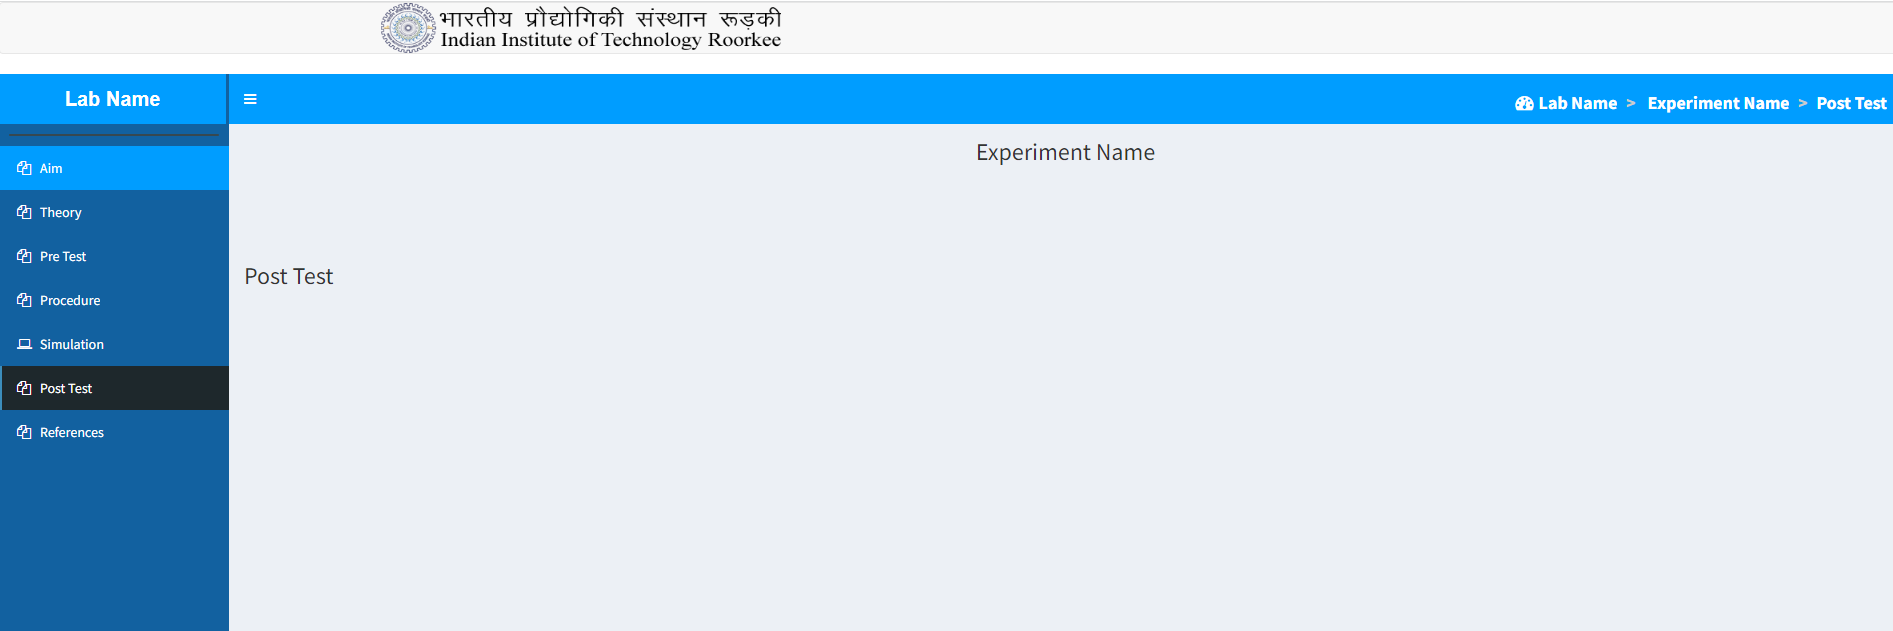 भारतीय प्रौद्योगिकी संस्थान रूड़की
Indian Institute of Technology Roorkee
Lab Name
Lab Name > Experiment Name > Post Test
Experiment Name
Aim
Theory
Pre Test
Procedure
Simulation
Post Test
References
Post Test